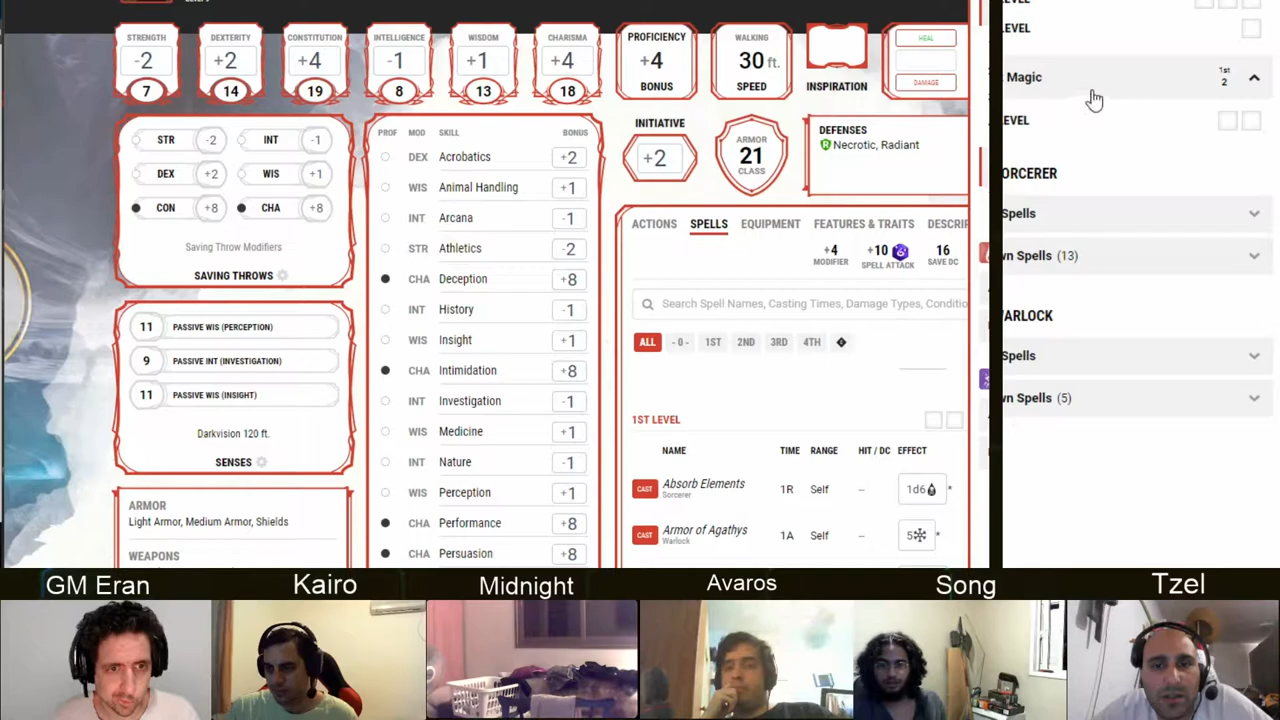 STRENGTH
-2
7
DEXTERITY
+2
14
CONSTITUTION
+4
19
INTELLIGENCE
-1
8
WISDOM
+1
13
CHARISMA
+4
18
PROFICIENCY
+4
BONUS
WALKING
30 ft.
SPEED
INSPIRATION
HEAL
DAMAGE
STR -2
INT -1
DEX +2
WIS +1
CON +8
CHA +8
Saving Throw Modifiers
SAVING THROWS
11 PASSIVE WIS (PERCEPTION)
9 PASSIVE INT (INVESTIGATION)
11 PASSIVE WIS (INSIGHT)
Darkvision 120 ft.
SENSES
ARMOR
Light Armor, Medium Armor, Shields
WEAPONS
PROF MOD SKILL BONUS
DEX Acrobatics +2
WIS Animal Handling +1
INT Arcana -1
STR Athletics -2
CHA Deception +8
INT History -1
WIS Insight +1
CHA Intimidation +8
INT Investigation -1
WIS Medicine +1
INT Nature -1
WIS Perception +1
CHA Performance +8
CHA Persuasion +8
INITIATIVE
+2
ARMOR
21
CLASS
DEFENSES
Necrotic, Radiant
ACTIONS SPELLS EQUIPMENT FEATURES & TRAITS DESCRIP
+4
MODIFIER
+10
SPELL ATTACK
16
SAVE DC
Search Spell Names, Casting Times, Damage Types, Conditio
ALL - 0 - 1ST 2ND 3RD 4TH
1ST LEVEL
NAME TIME RANGE HIT / DC EFFECT
CAST Absorb Elements 1R Self -- 1d6 *
Sorcerer
CAST Armor of Agathys 1A Self -- 5 *
Warlock
LEVEL
Magic
1st
2
EVEL
ORCERER
Spells
wn Spells (13)
ARLOCK
Spells
wn Spells (5)
GM Eran
Kairo
Midnight
Avaros
Song
Tzel